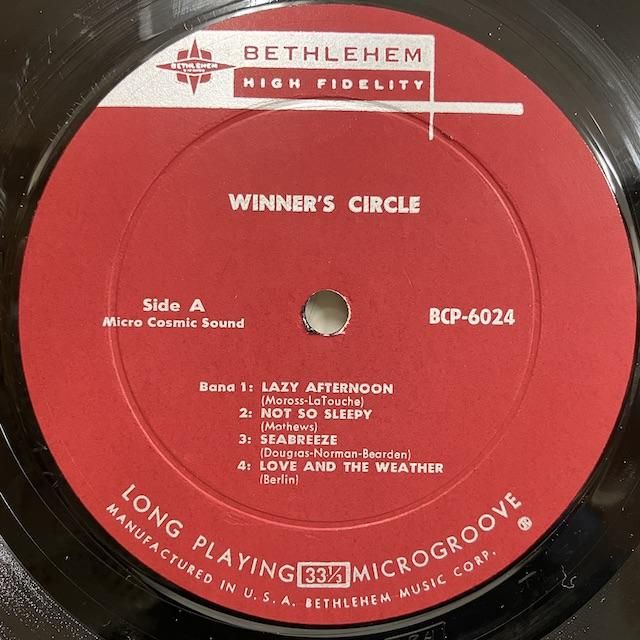 BETHLEHEM
BETHLEHEM
HIGH FIDELITY
WINNER'S CIRCLE
Side A
Micro Cosmic Sound
BCP-6024
Band 1: LAZY AFTERNOON
(Moross-LaTouche)
2: NOT SO SLEEPY
(Mathews)
3: SEABREEZE
(Douglas-Norman-Bearden)
4: LOVE AND THE WEATHER
(Berlin)
LONG PLAYING 33⅓ MICROGROOVE
MANUFACTURED IN U.S.A. BETHLEHEM MUSIC CORP.